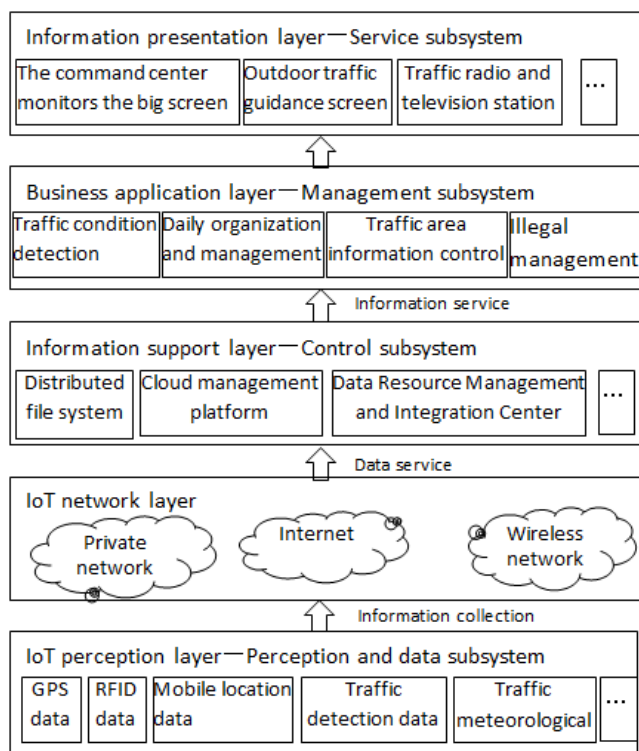 Information presentation layer—Service subsystem
The command center
monitors the big screen
Outdoor traffic
guidance screen
Traffic radio and
television station
...
Business application layer—Management subsystem
Traffic condition
detection
Daily organization
and management
Traffic area
information control
Illegal
management
Information service
Information support layer—Control subsystem
Distributed
file system
Cloud management
platform
Data Resource Management
and Integration Center
...
Data service
IoT network layer
Private
network
Internet
Wireless
network
Information collection
IoT perception layer—Perception and data subsystem
GPS
data
RFID
data
Mobile location
data
Traffic
detection data
Traffic
meteorological
...